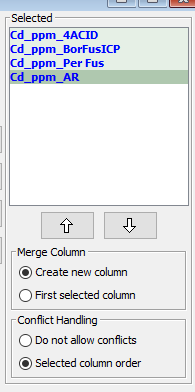 Selected
Cd_ppm_4ACID
Cd_ppm_BorFusICP
Cd_ppm_Per Fus
Cd_ppm_AR
Merge Column
Create new column
First selected column
Conflict Handling
Do not allow conflicts
Selected column order